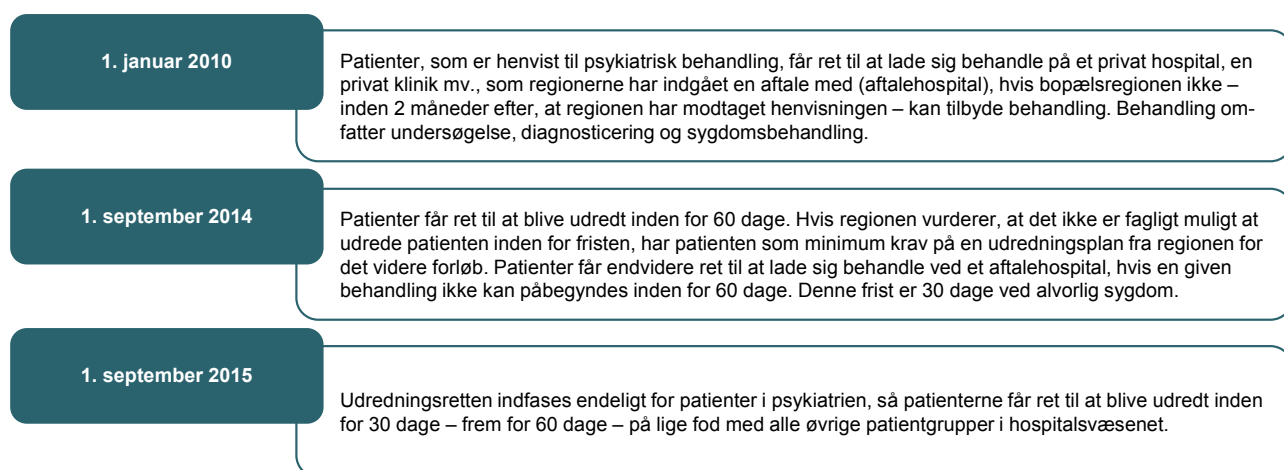 1. januar 2010
Patienter, som er henvist til psykiatrisk behandling, får ret til at lade sig behandle på et privat hospital, en
privat klinik mv., som regionerne har indgået en aftale med (aftalehospital), hvis bopælsregionen ikke –
inden 2 måneder efter, at regionen har modtaget henvisningen – kan tilbyde behandling. Behandling om-
fatter undersøgelse, diagnosticering og sygdomsbehandling.
1. september 2014
Patienter får ret til at blive udredt inden for 60 dage. Hvis regionen vurderer, at det ikke er fagligt muligt at
udrede patienten inden for fristen, har patienten som minimum krav på en udredningsplan fra regionen for
det videre forløb. Patienter får endvidere ret til at lade sig behandle ved et aftalehospital, hvis en given
behandling ikke kan påbegyndes inden for 60 dage. Denne frist er 30 dage ved alvorlig sygdom.
1. september 2015
Udredningsretten indfases endeligt for patienter i psykiatrien, så patienterne får ret til at blive udredt inden
for 30 dage – frem for 60 dage – på lige fod med alle øvrige patientgrupper i hospitalsvæsenet.